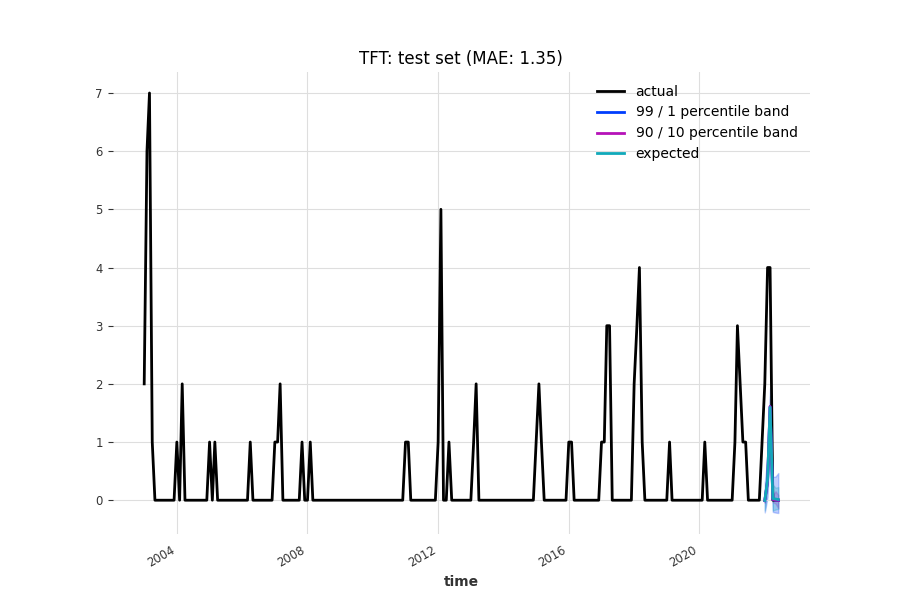 TFT: test set (MAE: 1.35)
actual
99 / 1 percentile band
90 / 10 percentile band
expected
7
6
5
4
3
2
1
0
2004
2008
2012
2016
2020
time